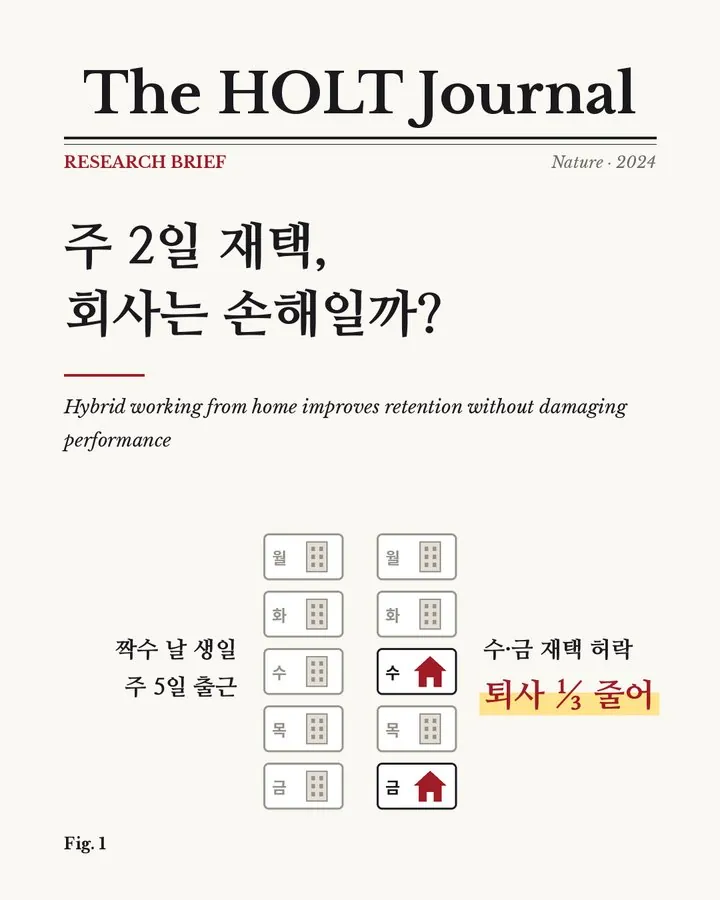 The HOLT Journal
RESEARCH BRIEF
Nature · 2024
주 2일 재택,
회사는 손해일까?
Hybrid working from home improves retention without damaging
performance
짝수 날 생일
주 5일 출근
월
화
수
목
금
월
화
수
목
금
수·금 재택 허락
퇴사 ⅓ 줄어
Fig. 1